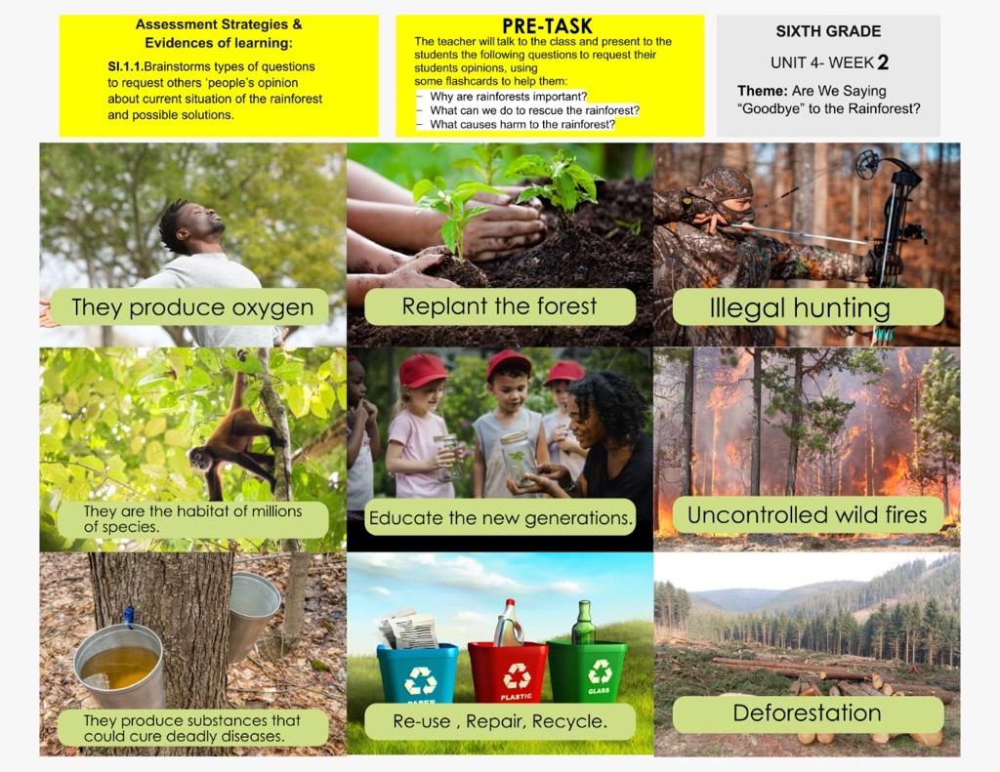 Assessment Strategies &
Evidences of learning:
SI.1.1.Brainstorms types of questions
to request others 'people's opinion
about current situation of the rainforest
and possible solutions.
PRE-TASK
The teacher will talk to the class and present to the
students the following questions to request their
students opinions, using
some flashcards to help them:
– Why are rainforests important?
– What can we do to rescue the rainforest?
– What causes harm to the rainforest?
SIXTH GRADE
UNIT 4- WEEK 2
Theme: Are We Saying
“Goodbye” to the Rainforest?
They produce oxygen
Replant the forest
Illegal hunting
They are the habitat of millions
of species.
Educate the new generations.
Uncontrolled wild fires
They produce substances that
could cure deadly diseases.
PAPER
PLASTIC
GLASS
Re-use , Repair, Recycle.
Deforestation